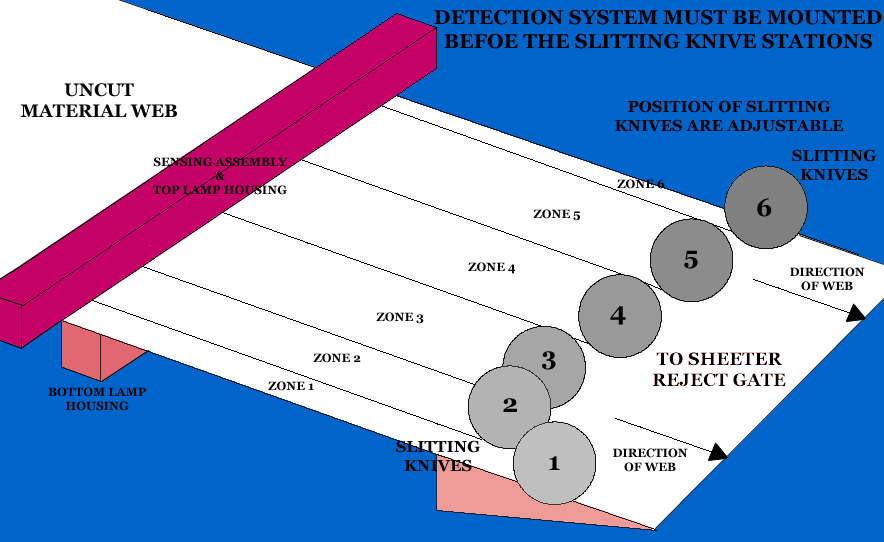 DETECTION SYSTEM MUST BE MOUNTED
BEFOE THE SLITTING KNIVE STATIONS
UNCUT
MATERIAL WEB
POSITION OF SLITTING
KNIVES ARE ADJUSTABLE
SLITTING
KNIVES
SENSING ASSEMBLY
&
TOP LAMP HOUSING
ZONE 6
6
ZONE 5
5
ZONE 4
4
DIRECTION
OF WEB
ZONE 3
3
ZONE 2
2
ZONE 1
1
TO SHEETER
REJECT GATE
BOTTOM LAMP
HOUSING
SLITTING
KNIVES
DIRECTION
OF WEB